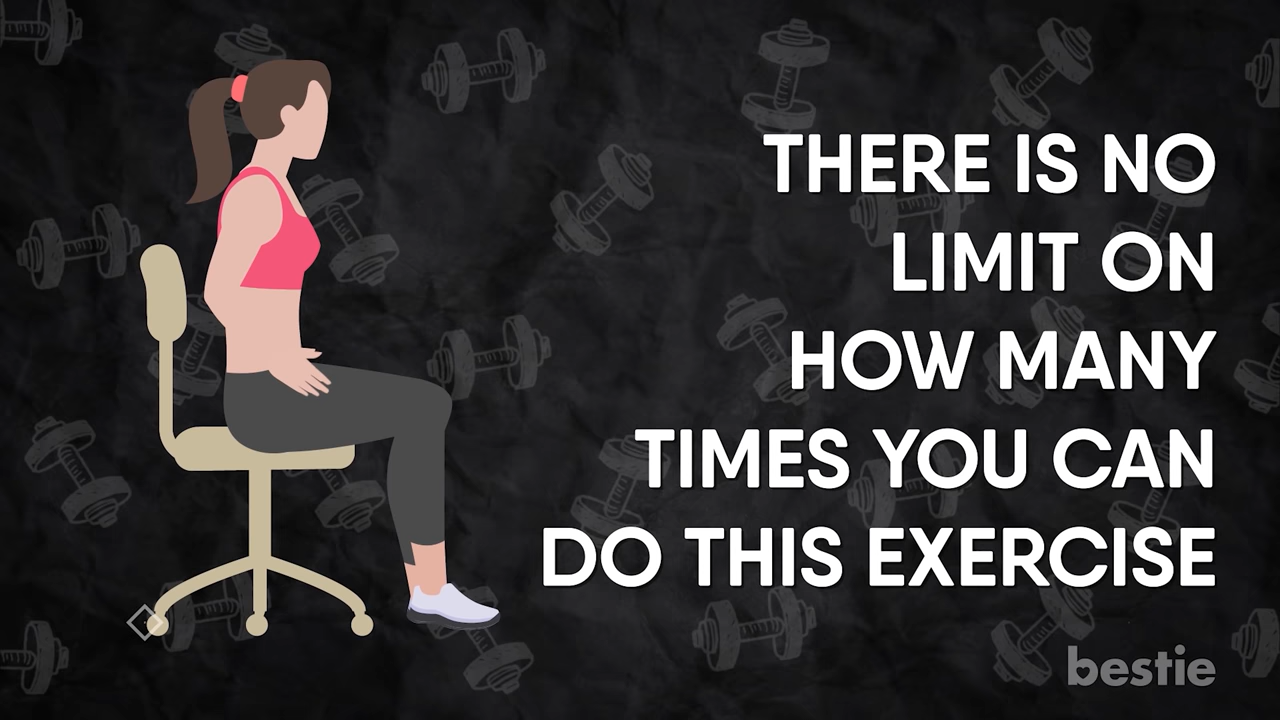 THERE IS NO
LIMIT ON
HOW MANY
TIMES YOU CAN
DO THIS EXERCISE
bestie